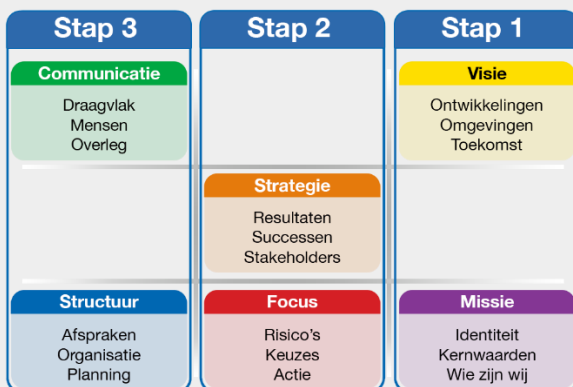 Stap 3
Stap 2
Stap 1
Communicatie
Draagvlak
Mensen
Overleg
Visie
Ontwikkelingen
Omgevingen
Toekomst
Strategie
Resultaten
Successen
Stakeholders
Structuur
Afspraken
Organisatie
Planning
Focus
Risico's
Keuzes
Actie
Missie
Identiteit
Kernwaarden
Wie zijn wij